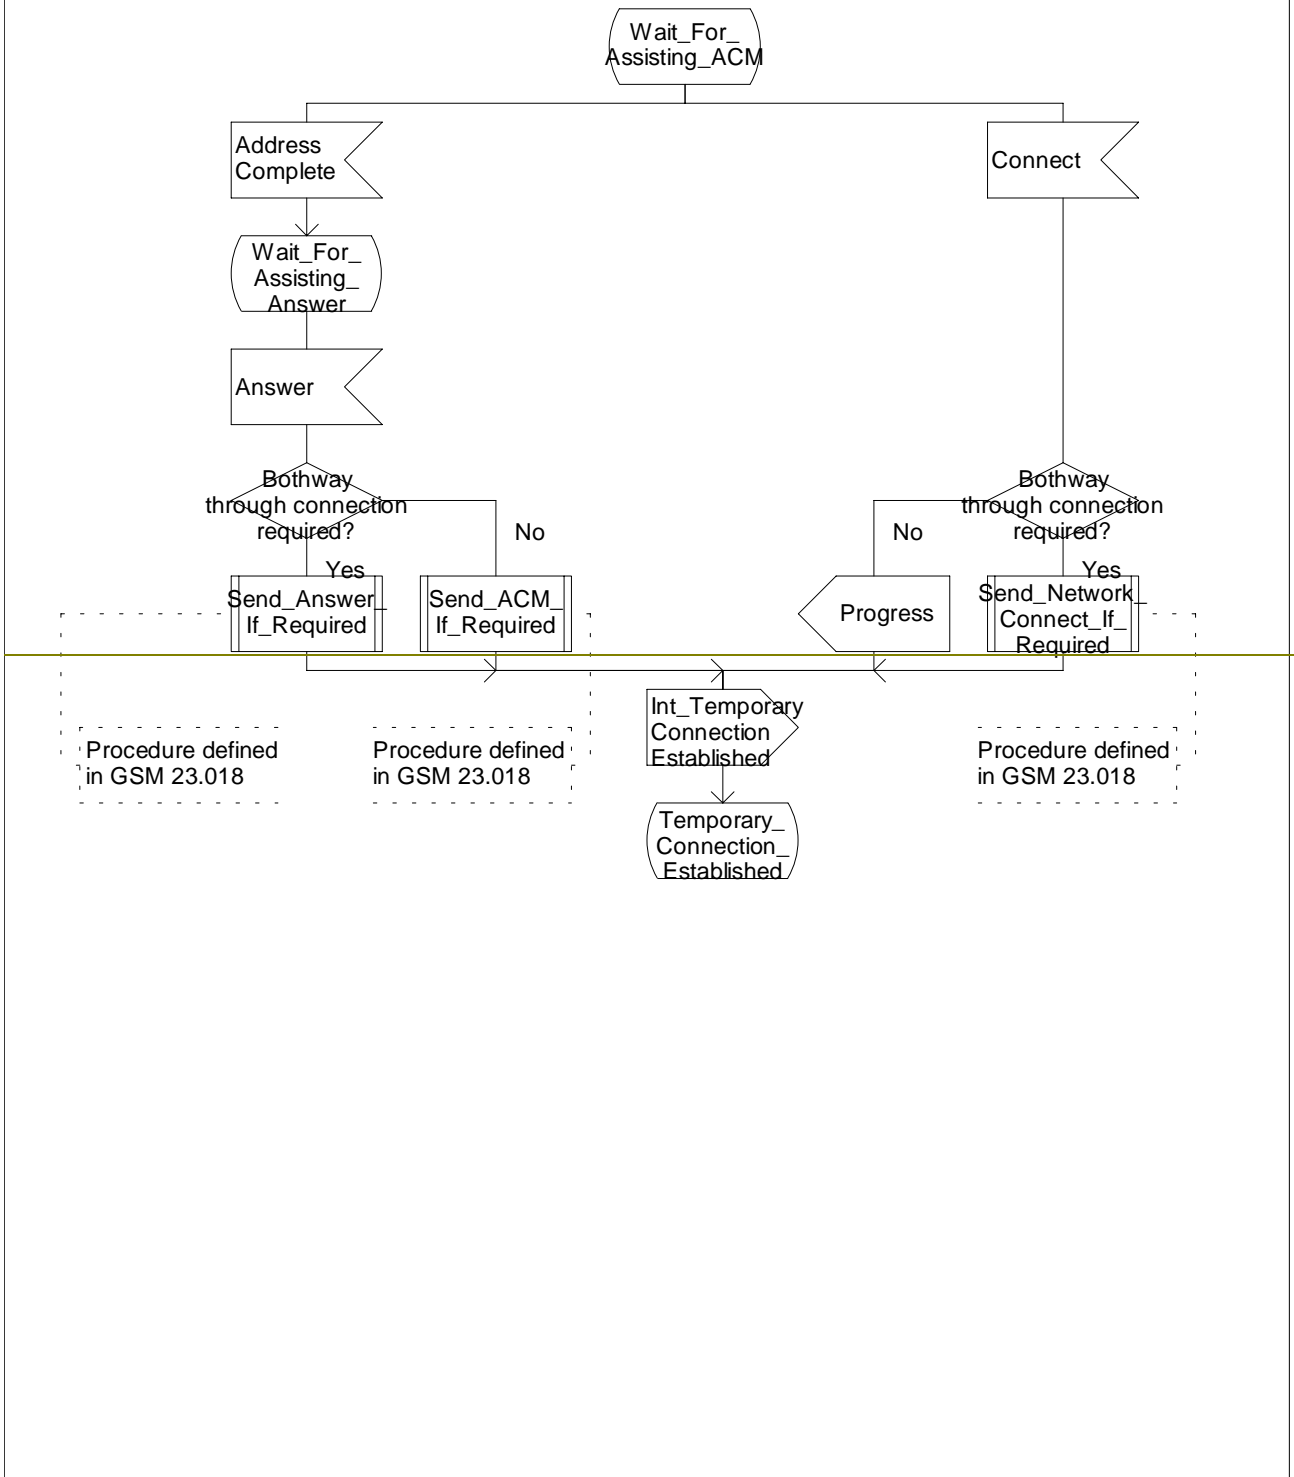 Wait_For_
Assisting_ACM
Address
Complete
Connect
Wait_For_
Assisting_
Answer
Answer
Bothway
through connection
required?
No
Yes
Bothway
through connection
required?
No
Yes
Send_Answer_
If_Required
Send_ACM_
If_Required
Progress
Send_Network_
Connect_If_
Required
Int_Temporary
Connection
Established
Procedure defined
in GSM 23.018
Procedure defined
in GSM 23.018
Procedure defined
in GSM 23.018
Temporary_
Connection_
Established